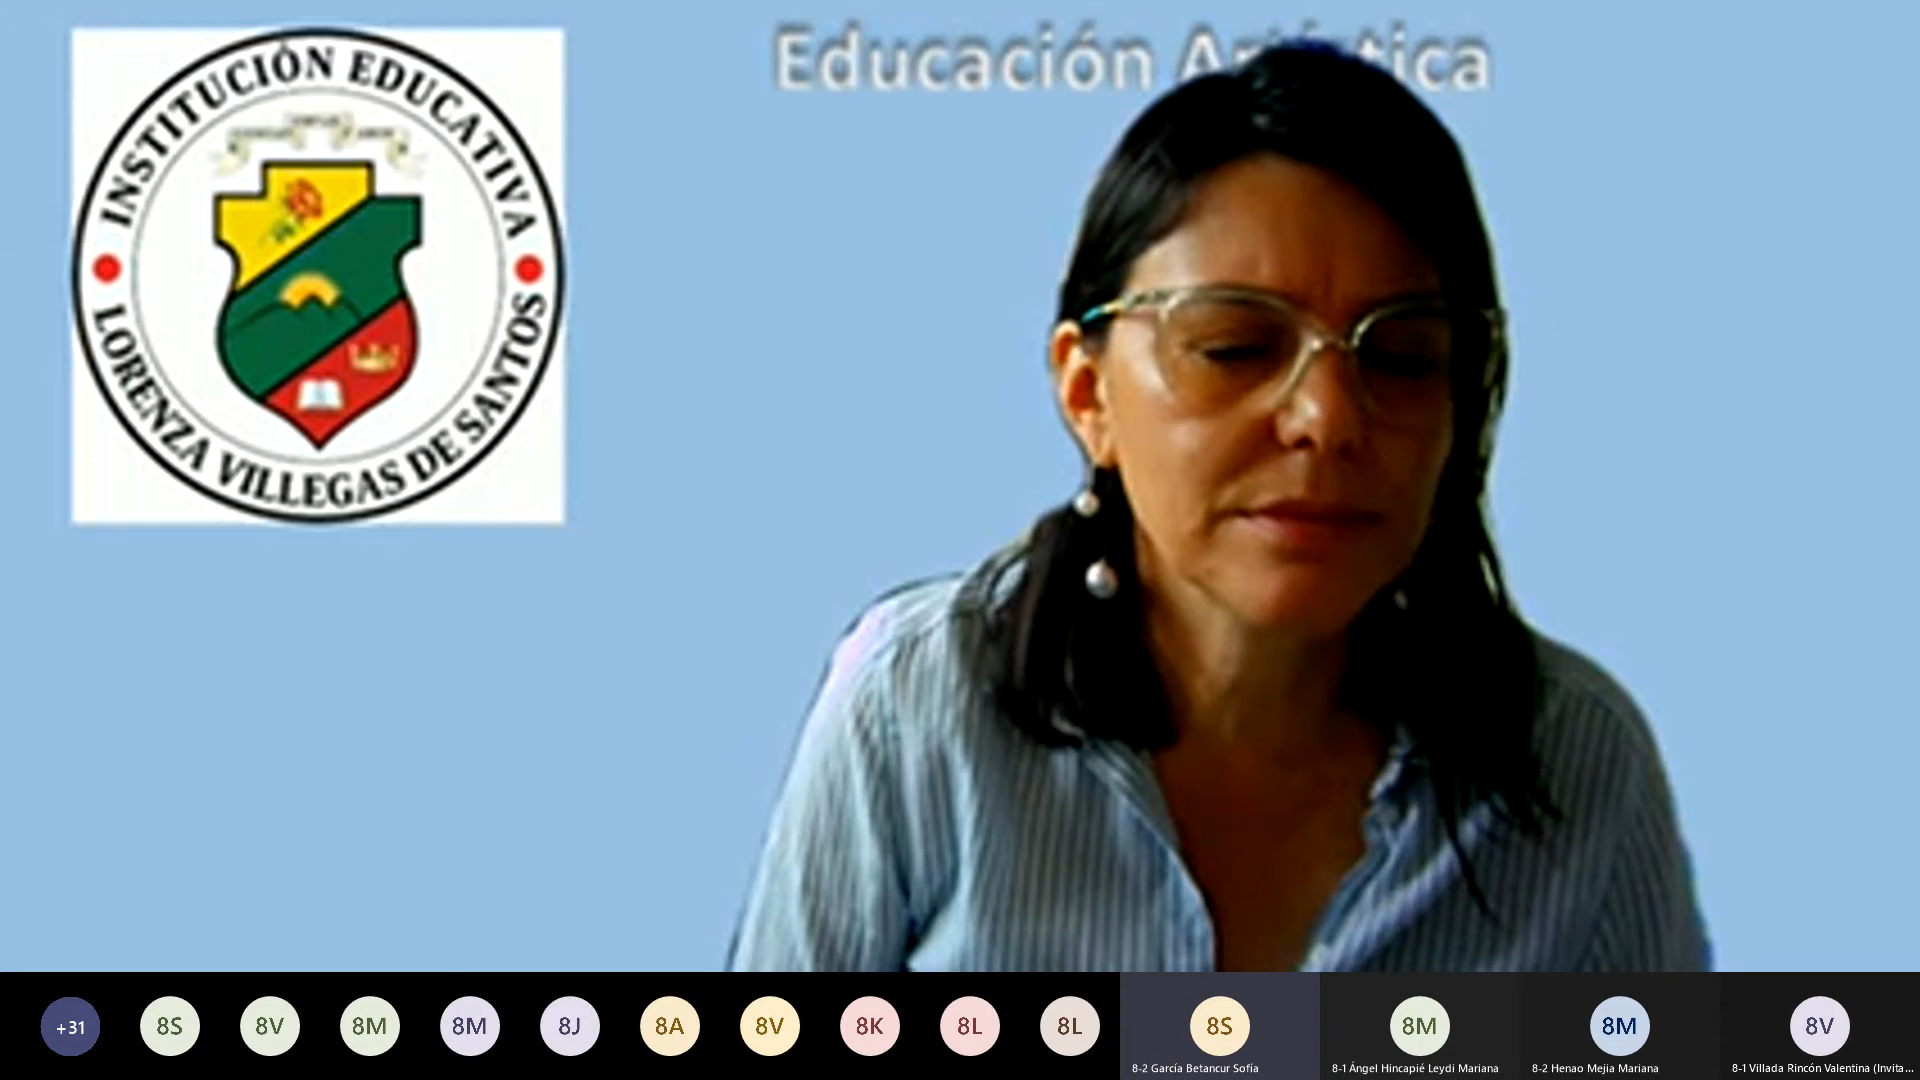 Educación Artística
INSTITUCIÓN EDUCATIVA
LORENZA VILLEGAS DE SANTOS
+31
8S
8V
8M
8M
8J
8A
8V
8K
8L
8L
8S
8M
8M
8V
8-2 García Betancur Sofía
8-1 Ángel Hincapié Leydi Mariana
8-2 Henao Mejia Mariana
8-1 Villada Rincón Valentina (Invita...